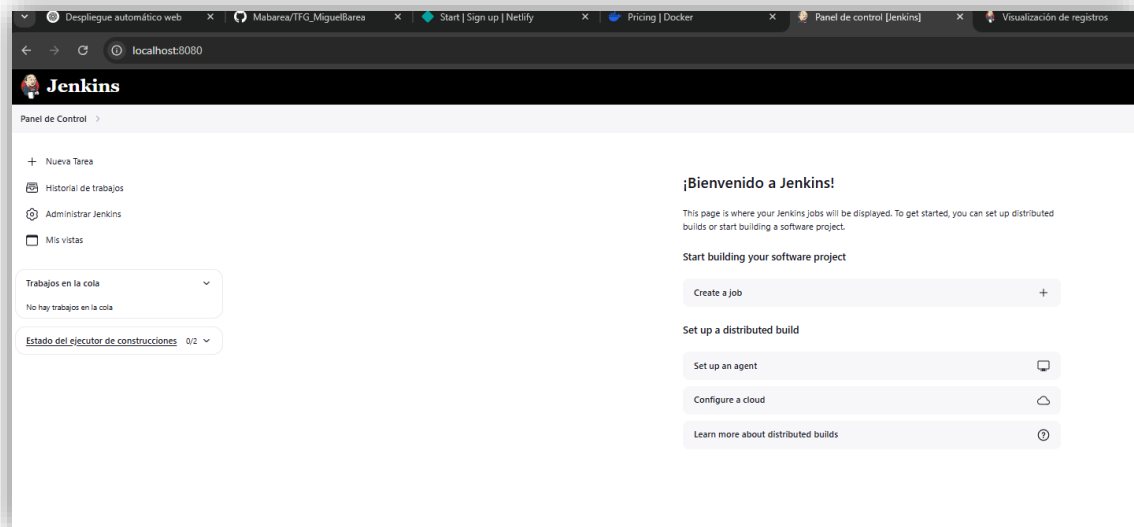 Despliegue automático web
Mabarea/TFG_MiguelBarea
Start | Sign up | Netlify
Pricing | Docker
Panel de control [Jenkins]
Visualización de registros
localhost:8080
Jenkins
Panel de Control
Nueva Tarea
Historial de trabajos
Administrar Jenkins
Mis vistas
Trabajos en la cola
No hay trabajos en la cola
Estado del ejecutor de construcciones 0/2
¡Bienvenido a Jenkins!
This page is where your Jenkins jobs will be displayed. To get started, you can set up distributed
builds or start building a software project.
Start building your software project
Create a job
Set up a distributed build
Set up an agent
Configure a cloud
Learn more about distributed builds